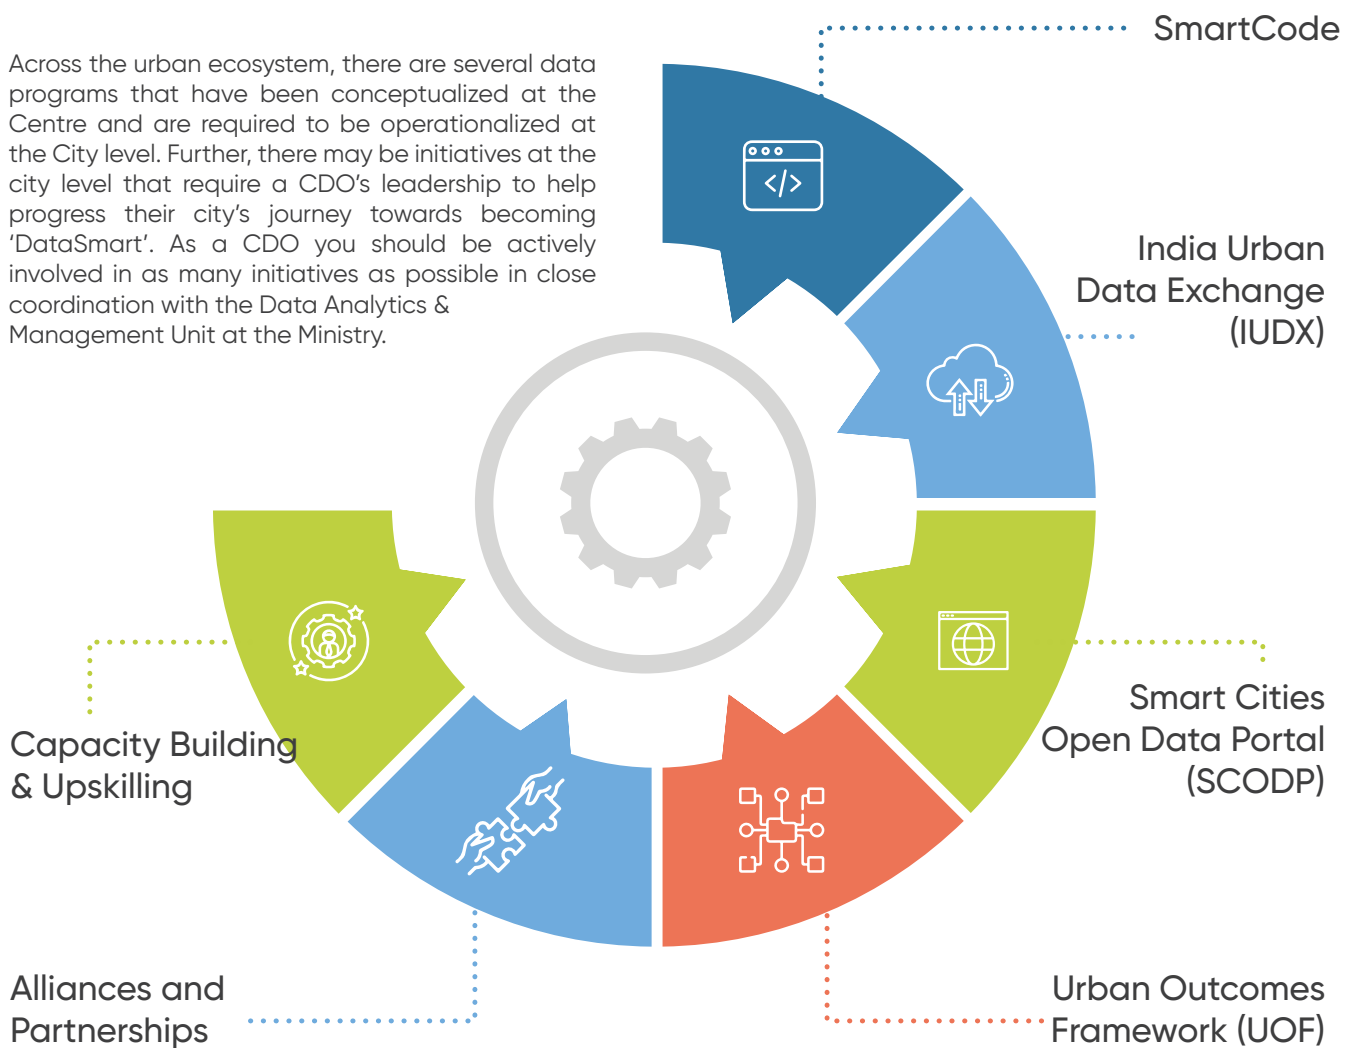 Across the urban ecosystem, there are several data
programs that have been conceptualized at the
Centre and are required to be operationalized at
the City level. Further, there may be initiatives at the
city level that require a CDO's leadership to help
progress their city's journey towards becoming
'DataSmart'. As a CDO you should be actively
involved in as many initiatives as possible in close
coordination with the Data Analytics &
Management Unit at the Ministry.
SmartCode
</>
India Urban
Data Exchange
(IUDX)
Smart Cities
Open Data Portal
(SCODP)
Urban Outcomes
Framework (UOF)
Alliances and
Partnerships
Capacity Building
& Upskilling